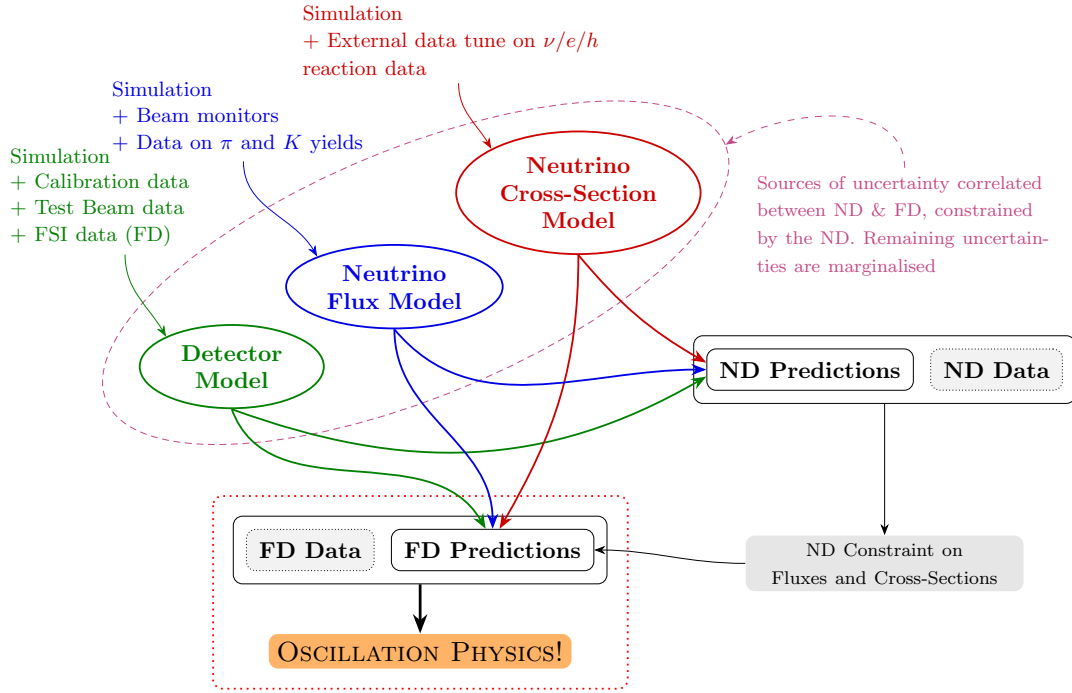 Simulation
+ External data tune on ν/e/h
reaction data
Simulation
+ Beam monitors
+ Data on π and K yields
Simulation
+ Calibration data
+ Test Beam data
+ FSI data (FD)
Neutrino
Cross-Section
Model
Sources of uncertainty correlated
between ND & FD, constrained
by the ND. Remaining uncertain-
ties are marginalised
Neutrino
Flux Model
Detector
Model
ND Predictions
ND Data
FD Data
FD Predictions
ND Constraint on
Fluxes and Cross-Sections
OSCILLATION PHYSICS!